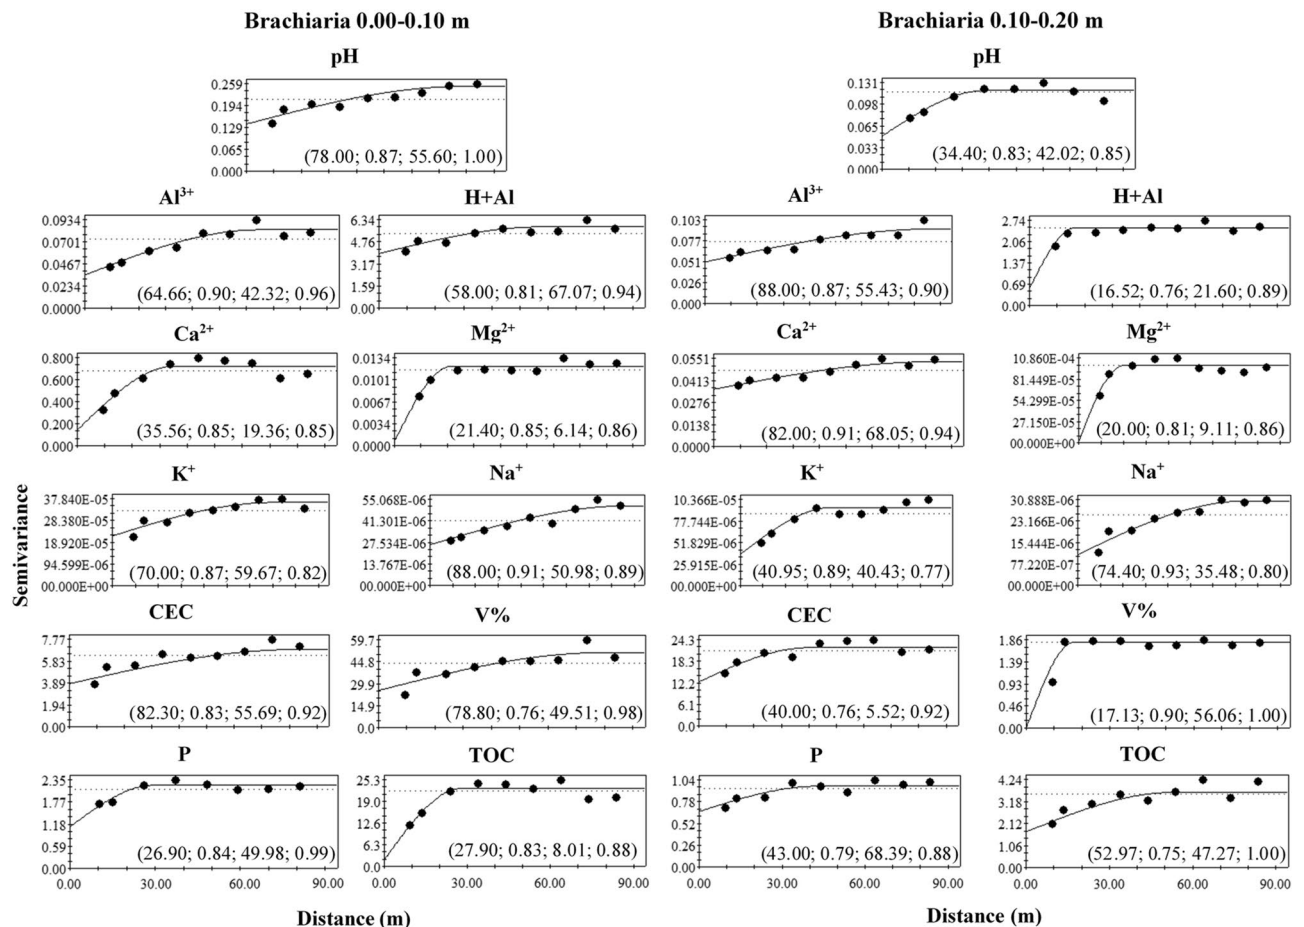 Brachiaria 0.00-0.10 m
Brachiaria 0.10-0.20 m
pH
0.259
0.194
0.129
0.065
0.000
(78.00; 0.87; 55.60; 1.00)
pH
0.131
0.098
0.065
0.033
0.000
(34.40; 0.83; 42.02; 0.85)
Al3+
0.0934
0.0701
0.0467
0.0234
0.0000
(64.66; 0.90; 42.32; 0.96)
H+Al
6.34
4.76
3.17
1.59
0.00
(58.00; 0.81; 67.07; 0.94)
Al3+
0.103
0.077
0.051
0.026
0.000
(88.00; 0.87; 55.43; 0.90)
H+Al
2.74
2.06
1.37
0.69
0.00
(16.52; 0.76; 21.60; 0.89)
Ca2+
0.800
0.600
0.400
0.200
0.000
(35.56; 0.85; 19.36; 0.85)
Mg2+
0.0134
0.0101
0.0067
0.0034
0.0000
(21.40; 0.85; 6.14; 0.86)
Ca2+
0.0551
0.0413
0.0276
0.0138
0.0000
(82.00; 0.91; 68.05; 0.94)
Mg2+
10.860E-04
81.449E-05
54.299E-05
27.150E-05
00.000E+00
(20.00; 0.81; 9.11; 0.86)
Semivariance
K+
37.840E-05
28.380E-05
18.920E-05
94.599E-06
00.000E+00
(70.00; 0.87; 59.67; 0.82)
Na+
55.068E-06
41.301E-06
27.534E-06
13.767E-06
00.000E+00
(88.00; 0.91; 50.98; 0.89)
K+
10.366E-05
77.744E-06
51.829E-06
25.915E-06
00.000E+00
(40.95; 0.89; 40.43; 0.77)
Na+
30.888E-06
23.166E-06
15.444E-06
77.220E-07
00.000E+00
(74.40; 0.93; 35.48; 0.80)
CEC
7.77
5.83
3.89
1.94
0.00
(82.30; 0.83; 55.69; 0.92)
V%
59.7
44.8
29.9
14.9
0.0
(78.80; 0.76; 49.51; 0.98)
CEC
24.3
18.3
12.2
6.1
0.0
(40.00; 0.76; 5.52; 0.92)
V%
1.86
1.39
0.93
0.46
0.00
(17.13; 0.90; 56.06; 1.00)
P
2.35
1.77
1.18
0.59
0.00
(26.90; 0.84; 49.98; 0.99)
0.00 30.00 60.00 90.00
TOC
25.3
19.0
12.6
6.3
0.0
(27.90; 0.83; 8.01; 0.88)
0.00 30.00 60.00 90.00
P
1.04
0.78
0.52
0.26
0.00
(43.00; 0.79; 68.39; 0.88)
0.00 30.00 60.00 90.00
TOC
4.24
3.18
2.12
1.06
0.00
(52.97; 0.75; 47.27; 1.00)
0.00 30.00 60.00 90.00
Distance (m)
Distance (m)